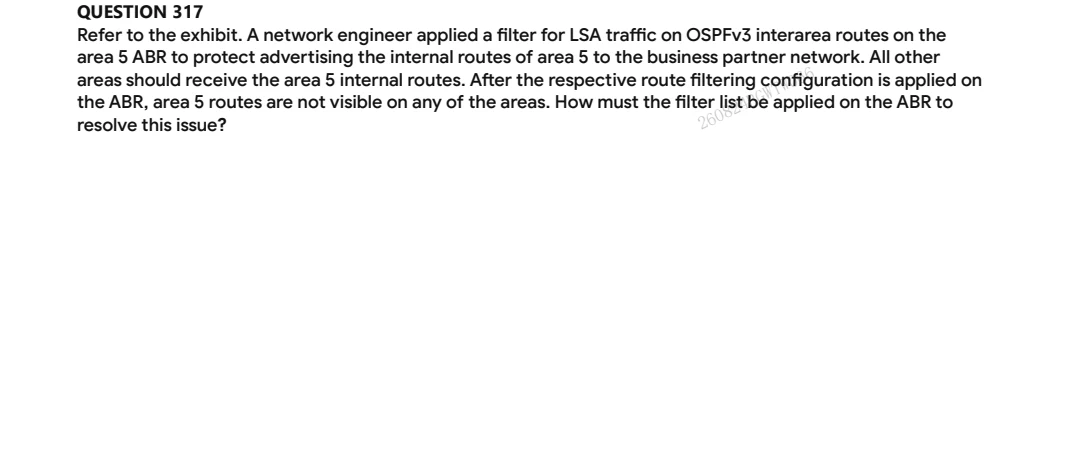 QUESTION 317
Refer to the exhibit. A network engineer applied a filter for LSA traffic on OSPFv3 interarea routes on the
area 5 ABR to protect advertising the internal routes of area 5 to the business partner network. All other
areas should receive the area 5 internal routes. After the respective route filtering configuration is applied on
the ABR, area 5 routes are not visible on any of the areas. How must the filter list be applied on the ABR to
resolve this issue?